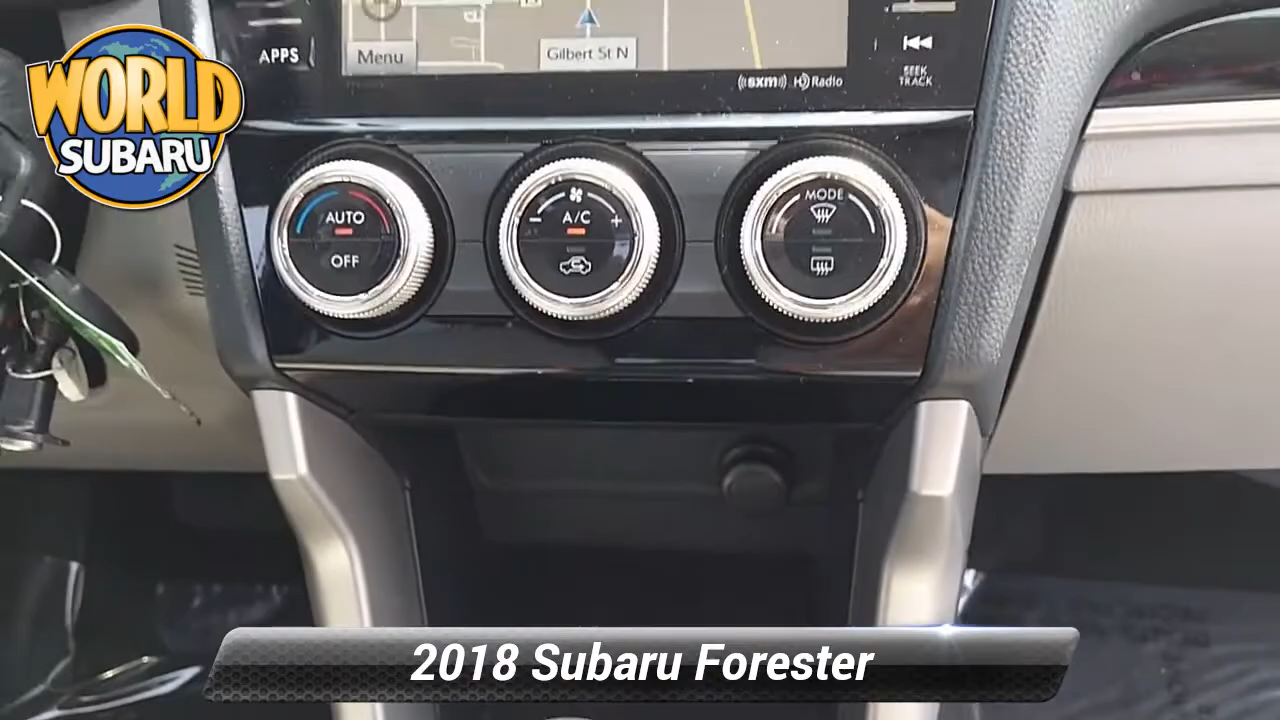 WORLD
SUBARU
APPS
Menu
Gilbert St N
SEEK
TRACK
((sxm)) HD Radio
AUTO
OFF
A/C
- +
MODE
2018 Subaru Forester